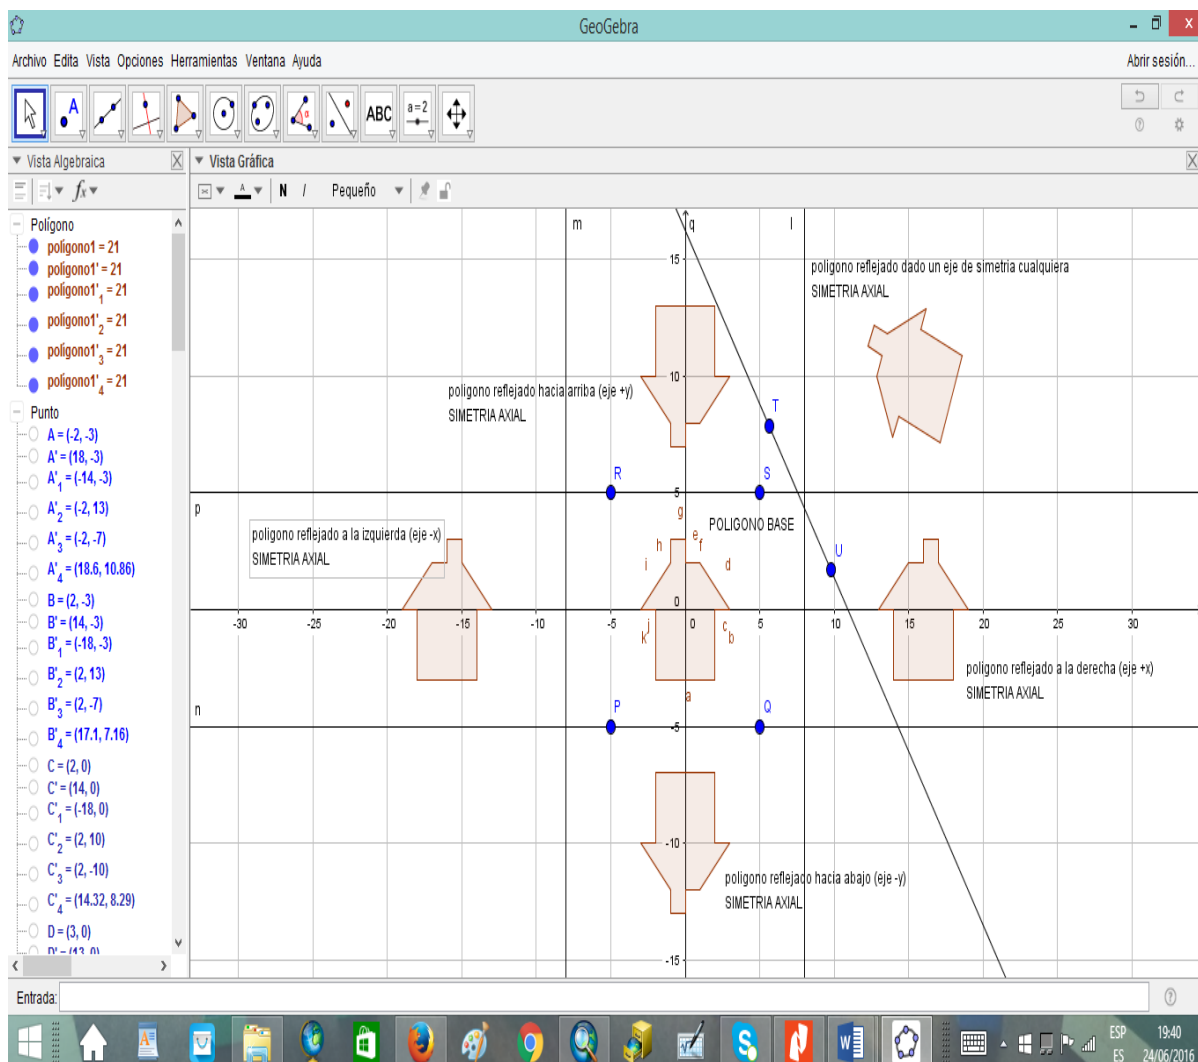 GeoGebra
Archivo Edita Vista Opciones Herramientas Ventana Ayuda
Abrir sesión...
A
ABC
a=2
Vista Algebraica
Vista Gráfica
fx
A
N I Pequeño
Polígono
polígono1 = 21
polígono1' = 21
polígono1'1 = 21
polígono1'2 = 21
polígono1'3 = 21
polígono1'4 = 21
Punto
A = (-2, -3)
A' = (18, -3)
A'1 = (-14, -3)
A'2 = (-2, 13)
A'3 = (-2, -7)
A'4 = (18.6, 10.86)
B = (2, -3)
B' = (14, -3)
B'1 = (-18, -3)
B'2 = (2, 13)
B'3 = (2, -7)
B'4 = (17.1, 7.16)
C = (2, 0)
C' = (14, 0)
C'1 = (-18, 0)
C'2 = (2, 10)
C'3 = (2, -10)
C'4 = (14.32, 8.29)
D = (3, 0)
D' = (13, 0)
m
q
l
15
poligono reflejado dado un eje de simetria cualquiera
SIMETRIA AXIAL
10
poligono reflejado hacia arriba (eje +y)
SIMETRIA AXIAL
T
R
S
5
p
g
POLIGONO BASE
poligono reflejado a la izquierda (eje -x)
SIMETRIA AXIAL
h
e
f
i
d
U
0
-30 -25 -20 -15 -10 -5 0 5 10 15 20 25 30
j
k
c
b
poligono reflejado a la derecha (eje +x)
SIMETRIA AXIAL
a
n
P
Q
-5
-10
poligono reflejado hacia abajo (eje -y)
SIMETRIA AXIAL
-15
Entrada:
ESP
ES
19:40
24/06/2016